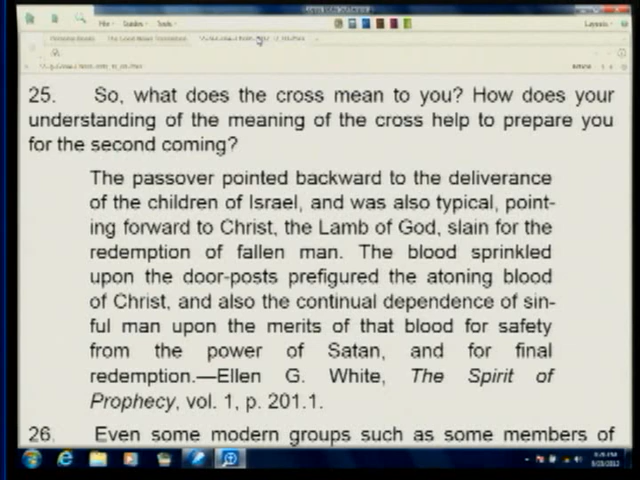 File
Guides
Tools
Layouts
25. So, what does the cross mean to you? How does your
understanding of the meaning of the cross help to prepare you
for the second coming?
The passover pointed backward to the deliverance
of the children of Israel, and was also typical, point-
ing forward to Christ, the Lamb of God, slain for the
redemption of fallen man. The blood sprinkled
upon the door-posts prefigured the atoning blood
of Christ, and also the continual dependence of sin-
ful man upon the merits of that blood for safety
from the power of Satan, and for final
redemption.—Ellen G. White, The Spirit of
Prophecy, vol. 1, p. 201.1.
26. Even some modern groups such as some members of